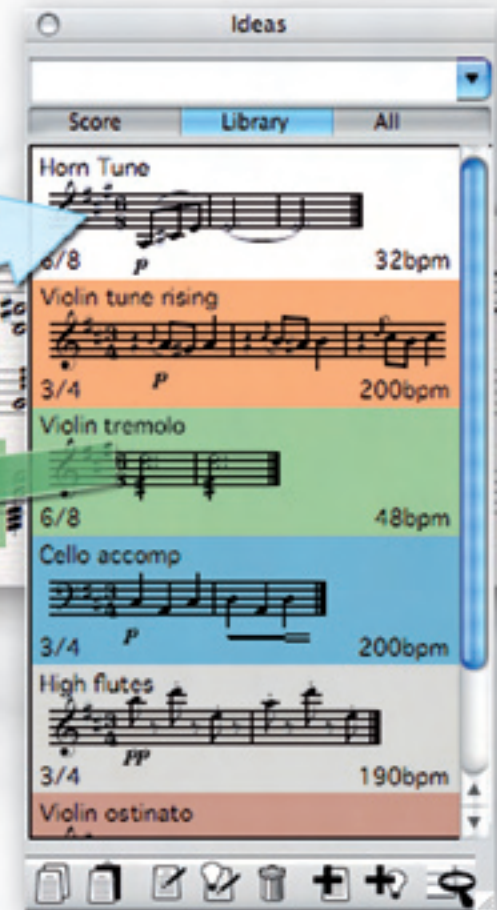 Ideas
Score Library All
Horn Tune
p
6/8 32bpm
Violin tune rising
p
3/4 200bpm
Violin tremolo
6/8 48bpm
Cello accomp
p
3/4 200bpm
High flutes
pp
3/4 190bpm
Violin ostinato